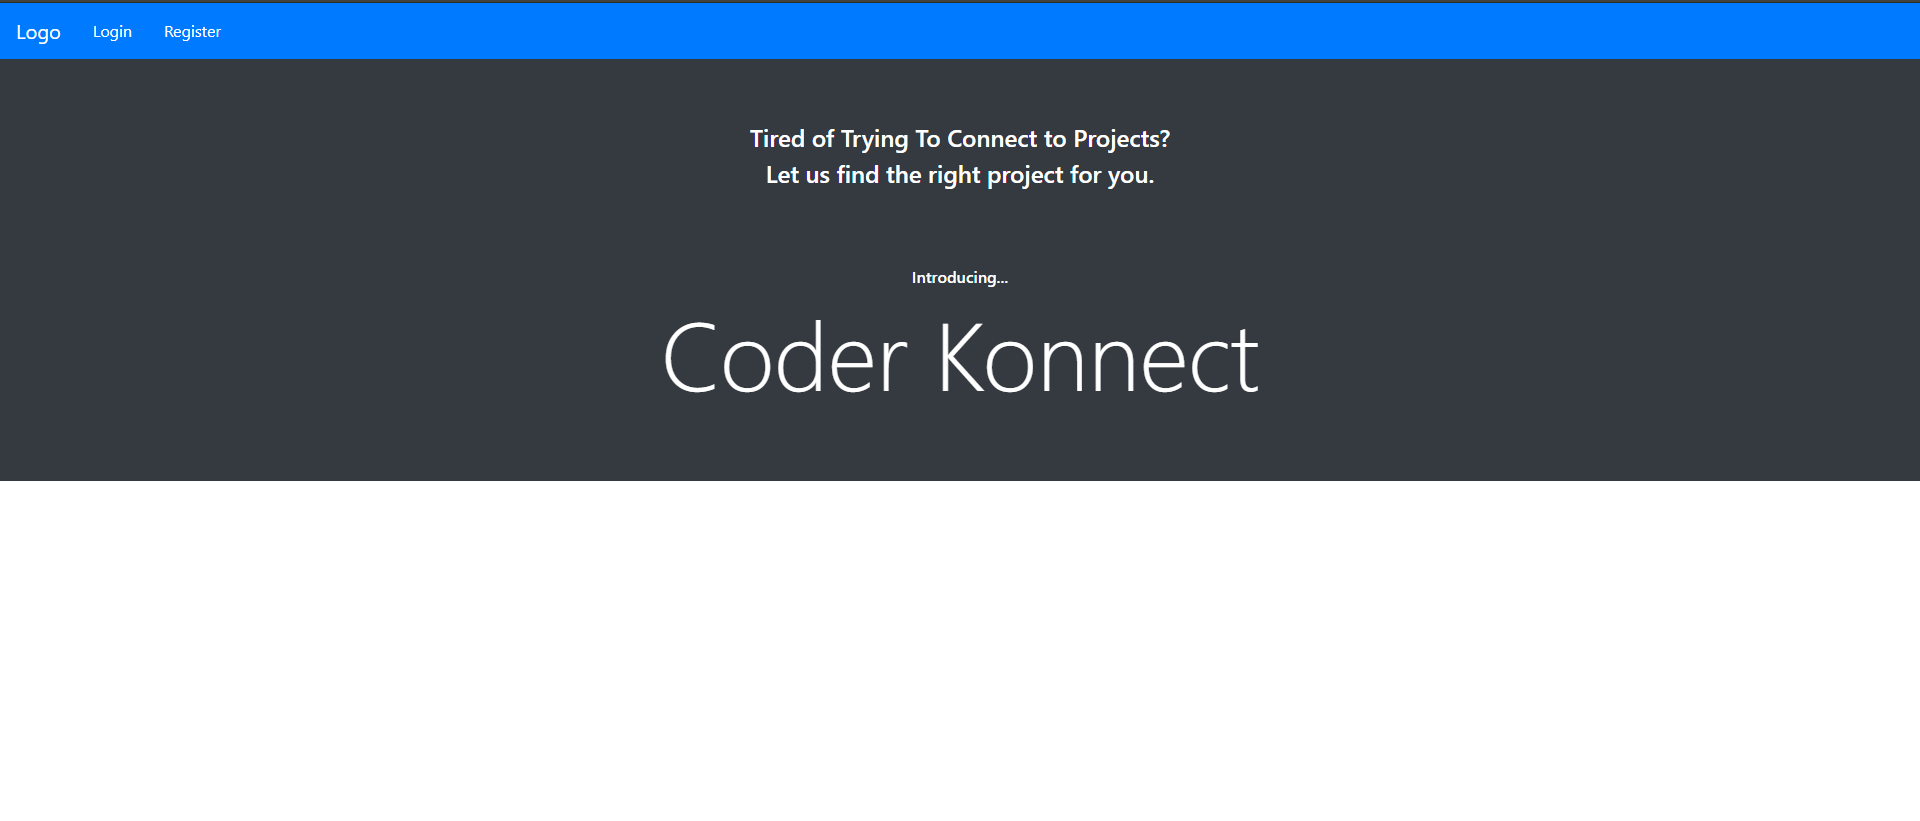 Logo Login Register
Tired of Trying To Connect to Projects?
Let us find the right project for you.
Introducing...
Coder Konnect